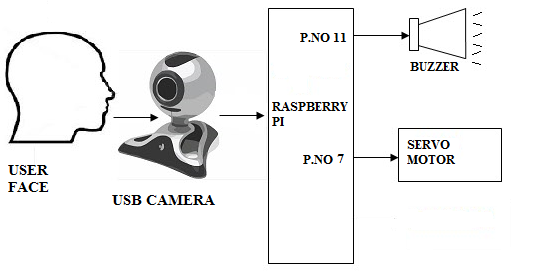 USER
FACE
USB CAMERA
RASPBERRY
PI
P.NO 11
P.NO 7
BUZZER
SERVO
MOTOR